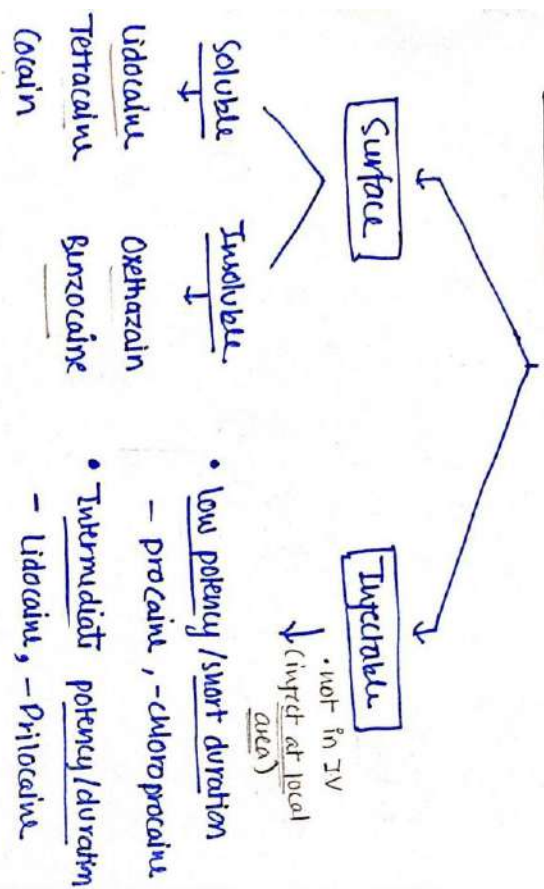 Surface
Soluble
Lidocaine
Tetracaine
Cocain
Insoluble
Oxethazain
Benzocaine
Injectable
• not in IV
(inject at local
area)
• Low potency/short duration
- procaine, - chloroprocaine
• Intermediate potency/duration
- Lidocaine, - Prilocaine